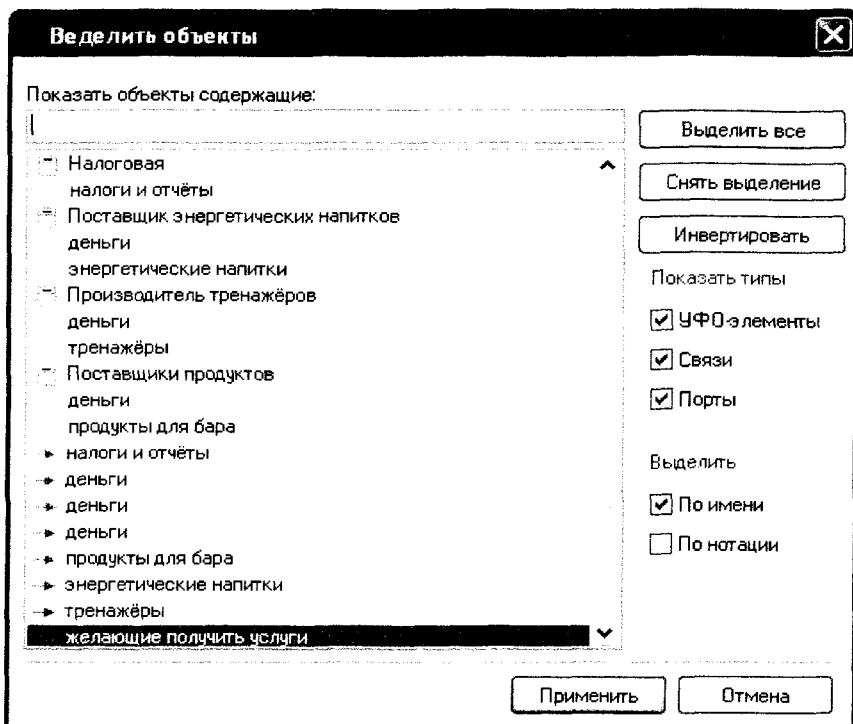 Веделить объекты
Показать объекты содержащие:
Налоговая
налоги и отчёты
Поставщик энергетических напитков
деньги
энергетические напитки
Производитель тренажёров
деньги
тренажёры
Поставщики продуктов
деньги
продукты для бара
налоги и отчёты
деньги
деньги
деньги
продукты для бара
энергетические напитки
тренажёры
желающие получить услуги
Выделить все
Снять выделение
Инвертировать
Показать типы
УФО-элементы
Связи
Порты
Выделить
По имени
По нотации
Применить
Отмена